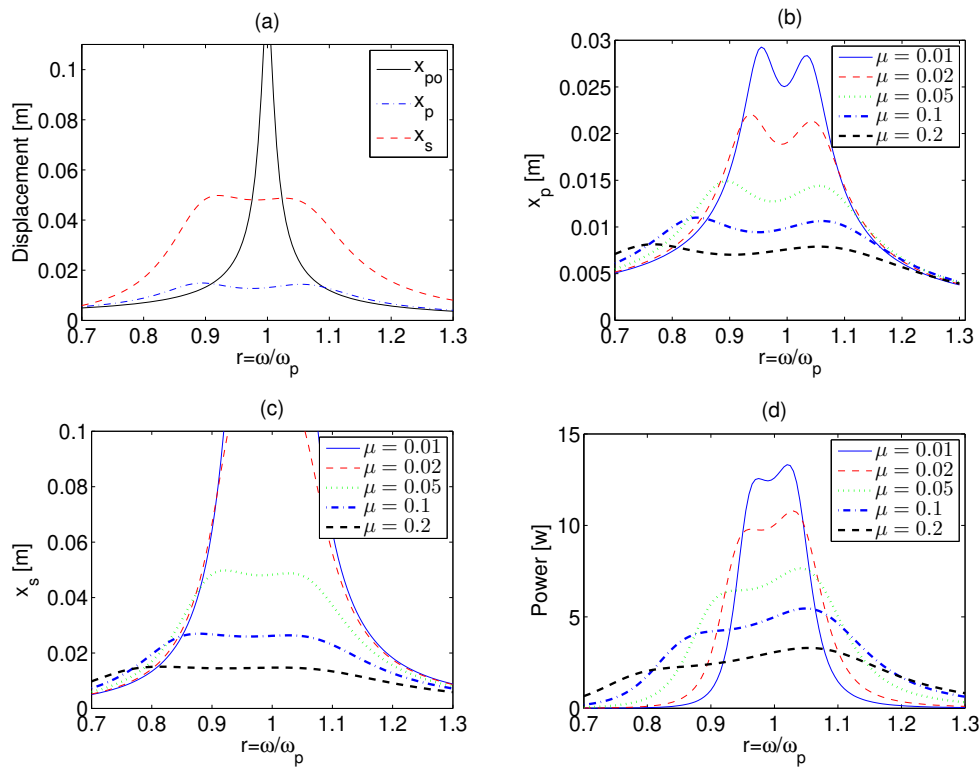 (a)
Displacement [m]
0.1
0.08
0.06
0.04
0.02
0
0.7 0.8 0.9 1 1.1 1.2 1.3
r=ω/ω_p
x_po
x_p
x_s
(b)
x_p [m]
0.03
0.025
0.02
0.015
0.01
0.005
0
0.7 0.8 0.9 1 1.1 1.2 1.3
r=ω/ω_p
μ = 0.01
μ = 0.02
μ = 0.05
μ = 0.1
μ = 0.2
(c)
x_s [m]
0.1
0.08
0.06
0.04
0.02
0
0.7 0.8 0.9 1 1.1 1.2 1.3
r=ω/ω_p
μ = 0.01
μ = 0.02
μ = 0.05
μ = 0.1
μ = 0.2
(d)
Power [w]
15
10
5
0
0.7 0.8 0.9 1 1.1 1.2 1.3
r=ω/ω_p
μ = 0.01
μ = 0.02
μ = 0.05
μ = 0.1
μ = 0.2